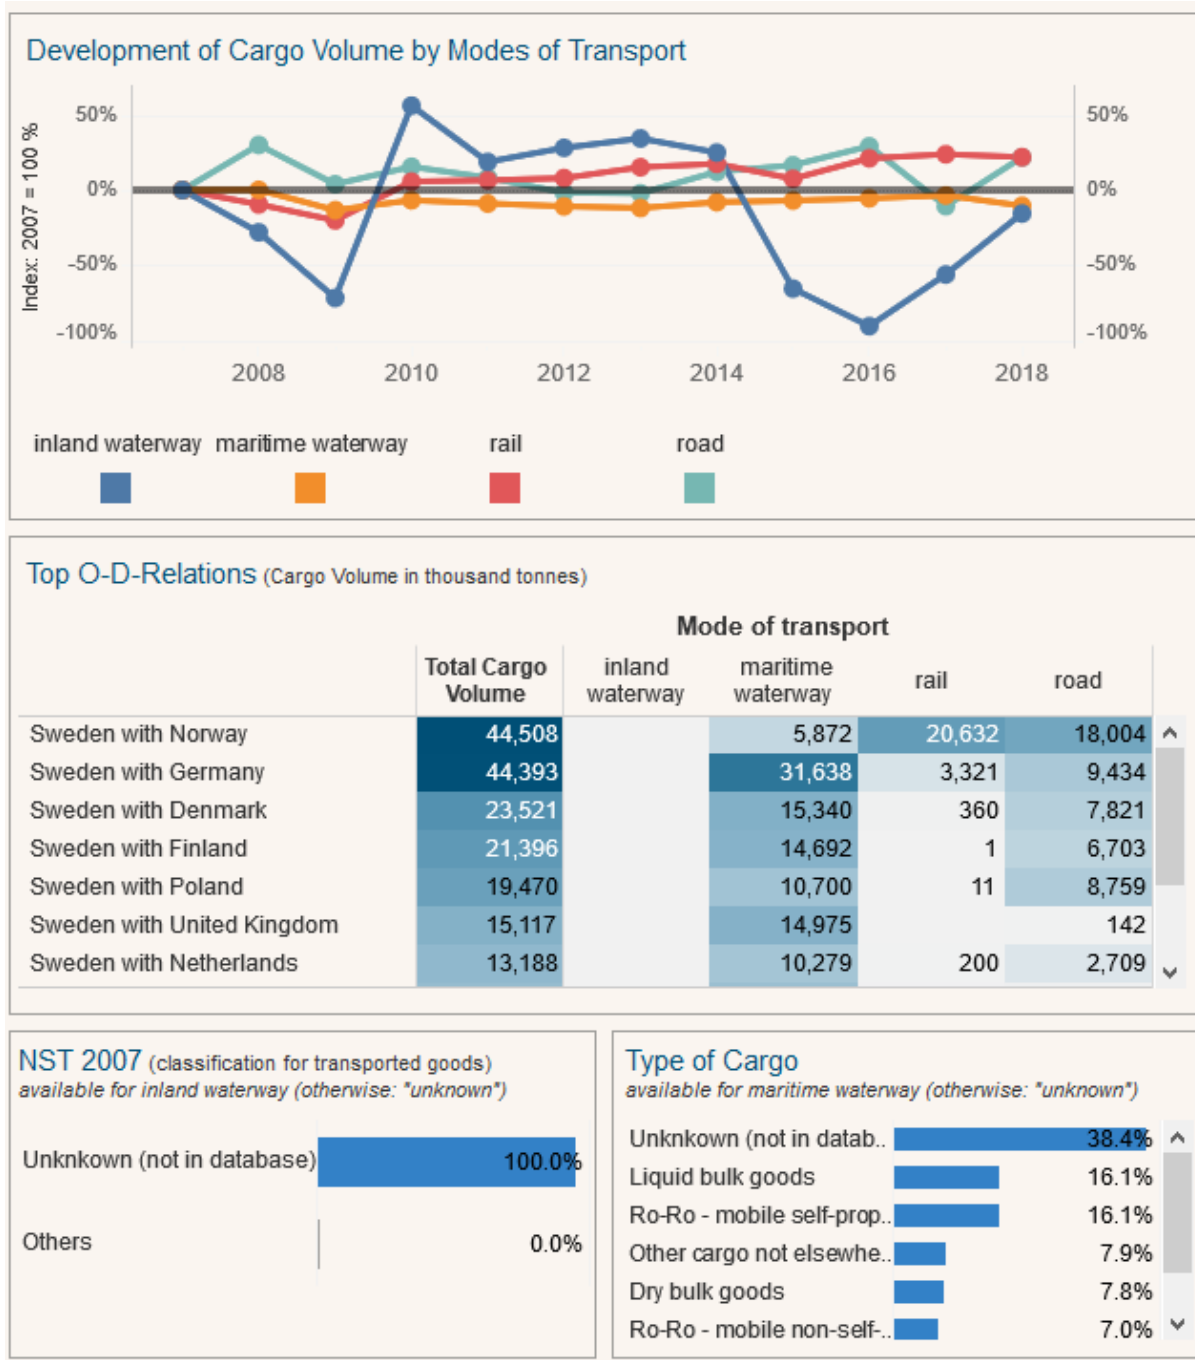 Development of Cargo Volume by Modes of Transport
Index: 2007 = 100 %
50% 50%
0% 0%
-50% -50%
-100% -100%
2008 2010 2012 2014 2016 2018
inland waterway maritime waterway rail road
Top O-D-Relations (Cargo Volume in thousand tonnes)
Mode of transport
Total Cargo Volume inland waterway maritime waterway rail road
Sweden with Norway 44,508 5,872 20,632 18,004
Sweden with Germany 44,393 31,638 3,321 9,434
Sweden with Denmark 23,521 15,340 360 7,821
Sweden with Finland 21,396 14,692 1 6,703
Sweden with Poland 19,470 10,700 11 8,759
Sweden with United Kingdom 15,117 14,975 142
Sweden with Netherlands 13,188 10,279 200 2,709
NST 2007 (classification for transported goods)
available for inland waterway (otherwise: "unknown")
Unknkown (not in database) 100.0%
Others 0.0%
Type of Cargo
available for maritime waterway (otherwise: "unknown")
Unknkown (not in datab.. 38.4%
Liquid bulk goods 16.1%
Ro-Ro - mobile self-prop.. 16.1%
Other cargo not elsewhe.. 7.9%
Dry bulk goods 7.8%
Ro-Ro - mobile non-self-.. 7.0%